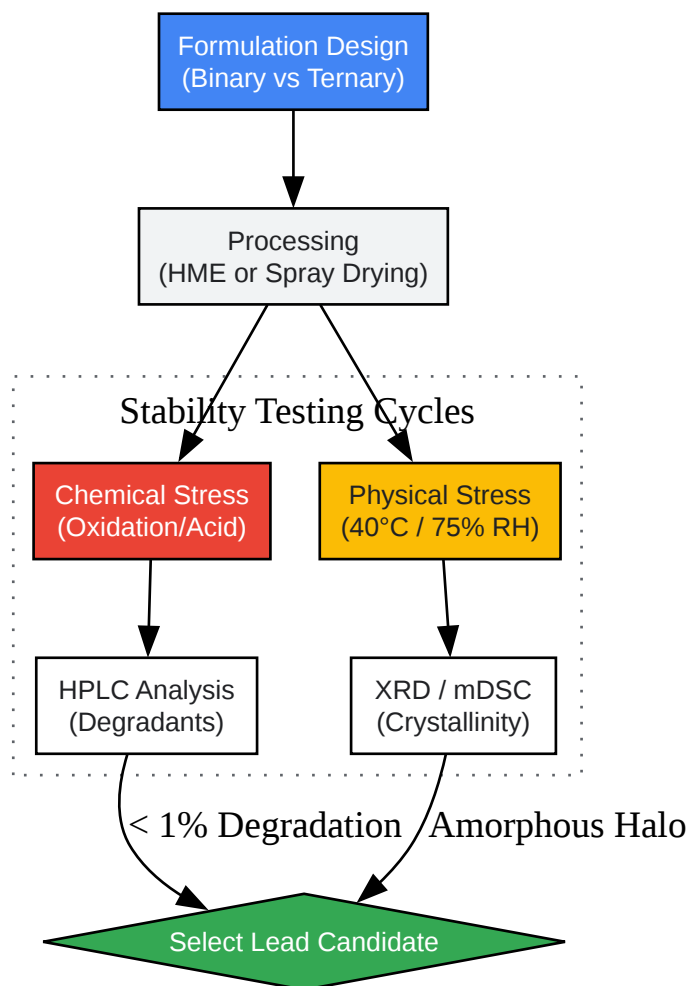 Formulation Design
(Binary vs Ternary)
Processing
(HME or Spray Drying)
Stability Testing Cycles
Chemical Stress
(Oxidation/Acid)
Physical Stress
(40°C / 75% RH)
HPLC Analysis
(Degradants)
XRD / mDSC
(Crystallinity)
< 1% Degradation
Amorphous Halo
Select Lead Candidate